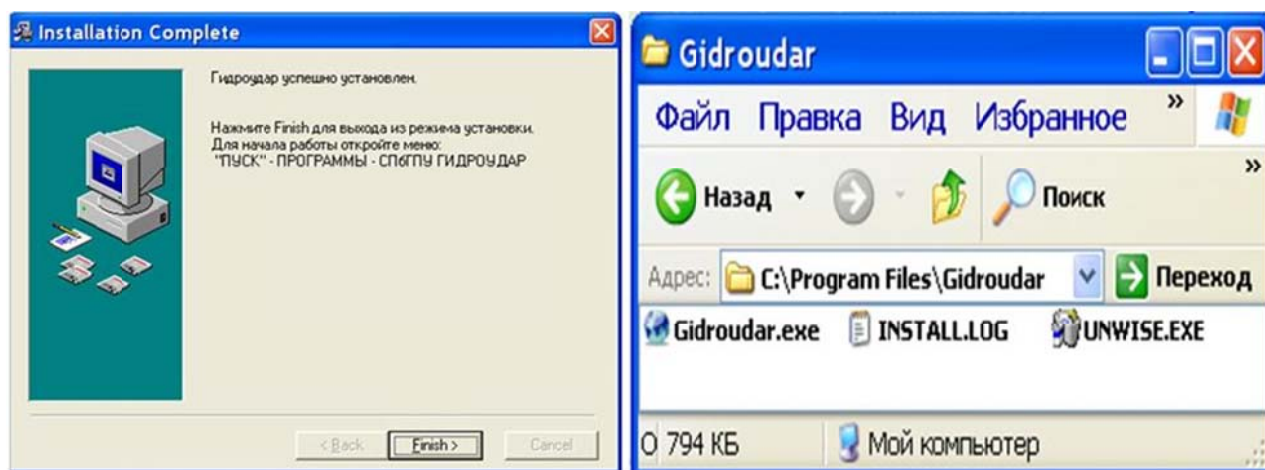 Installation Complete
Гидроудар успешно установлен.
Нажмите Finish для выхода из режима установки.
Для начала работы откройте меню:
"ПУСК" - ПРОГРАММЫ - СПбГПУ ГИДРОУДАР
< Back
Finish >
Cancel
Gidroudar
Файл Правка Вид Избранное »
Назад Поиск »
Адрес: C:\Program Files\Gidroudar Переход
Gidroudar.exe INSTALL.LOG UNWISE.EXE
О 794 КБ Мой компьютер